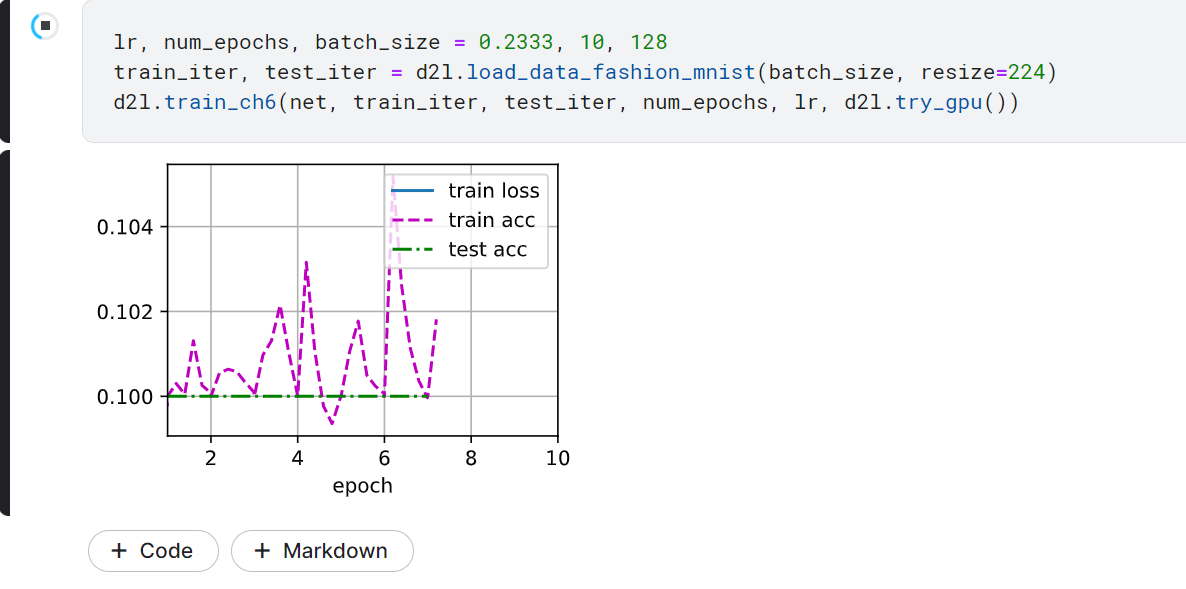 lr, num_epochs, batch_size = 0.2333, 10, 128
train_iter, test_iter = d2l.load_data_fashion_mnist(batch_size, resize=224)
d2l.train_ch6(net, train_iter, test_iter, num_epochs, lr, d2l.try_gpu())
train loss
train acc
test acc
0.104
0.102
0.100
2 4 6 8 10
epoch
+ Code + Markdown